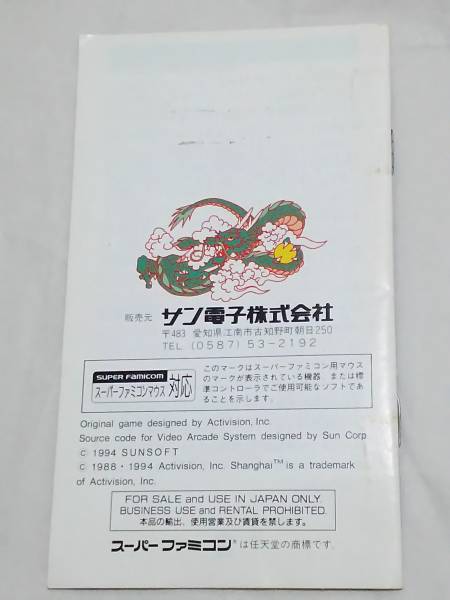 販売元 サン電子株式会社
〒483 愛知県江南市古知野町朝日250
TEL (0587) 53-2192
SUPER FAMICOM
スーパーファミコンマウス 対応
このマークはスーパーファミコン用マウス
のマークが表示されている機器 または標
準コントローラでご使用可能なソフトであ
ることを示します。
Original game designed by Activision, Inc.
Source code for Video Arcade System designed by Sun Corp
© 1994 SUNSOFT
© 1988・1994 Activision, Inc. Shanghai™ is a trademark
of Activision, Inc.
FOR SALE and USE IN JAPAN ONLY.
BUSINESS USE and RENTAL PROHIBITED.
本品の輸出、使用営業及び賃貸を禁じます。
スーパーファミコン®は任天堂の商標です。